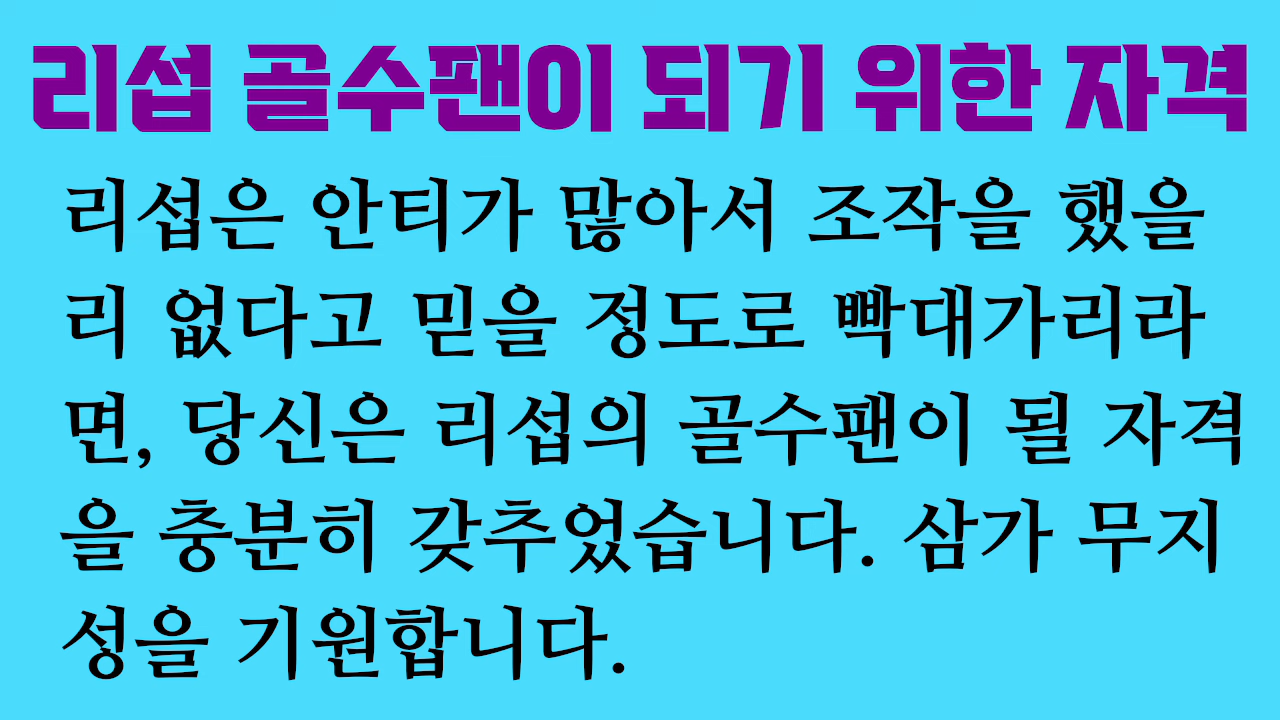 리섭 골수팬이 되기 위한 자격
리섭은 안티가 많아서 조작을 했을
리 없다고 믿을 정도로 빡대가리라
면, 당신은 리섭의 골수팬이 될 자격
을 충분히 갖추었습니다. 삼가 무지
성을 기원합니다.